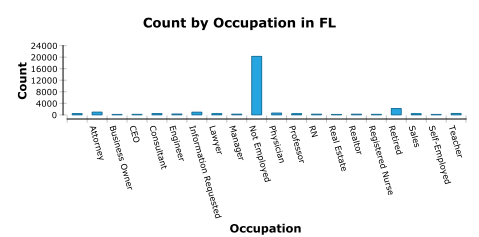 Count by Occupation in FL
24000
20000
16000
12000
8000
4000
0
Count
Attorney
Business Owner
CEO
Consultant
Engineer
Information Requested
Lawyer
Manager
Not Employed
Physician
Professor
RN
Real Estate
Realtor
Registered Nurse
Retired
Sales
Self-Employed
Teacher
Occupation